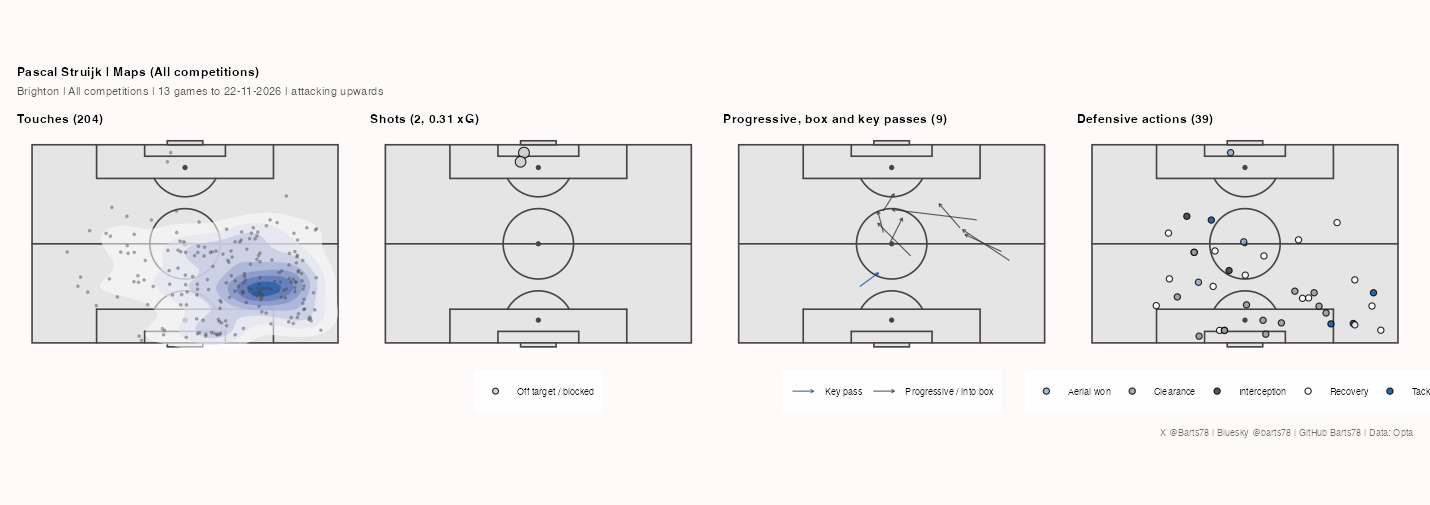 Pascal Struijk | Maps (All competitions)
Brighton | All competitions | 13 games to 22-11-2026 | attacking upwards
Touches (204)
Shots (2, 0.31 xG)
Progressive, box and key passes (9)
Defensive actions (39)
Off target / blocked
Key pass
Progressive / into box
Aerial won
Clearance
Interception
Recovery
Tack
X @Barts78 | Bluesky @barts78 | GitHub Barts78 | Data: Opta